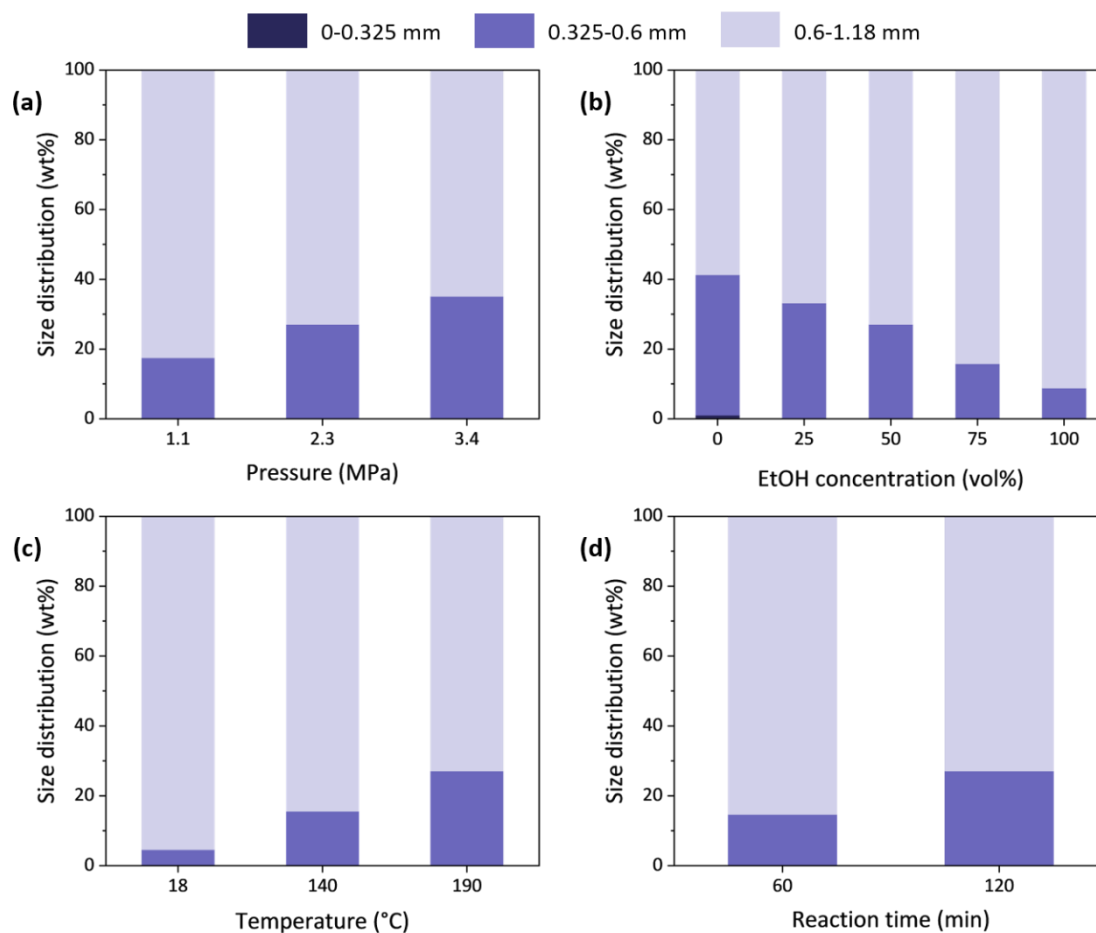 0-0.325 mm 0.325-0.6 mm 0.6-1.18 mm
(a)
Size distribution (wt%)
100
80
60
40
20
0
1.1 2.3 3.4
Pressure (MPa)
(b)
Size distribution (wt%)
100
80
60
40
20
0
0 25 50 75 100
EtOH concentration (vol%)
(c)
Size distribution (wt%)
100
80
60
40
20
0
18 140 190
Temperature (°C)
(d)
Size distribution (wt%)
100
80
60
40
20
0
60 120
Reaction time (min)